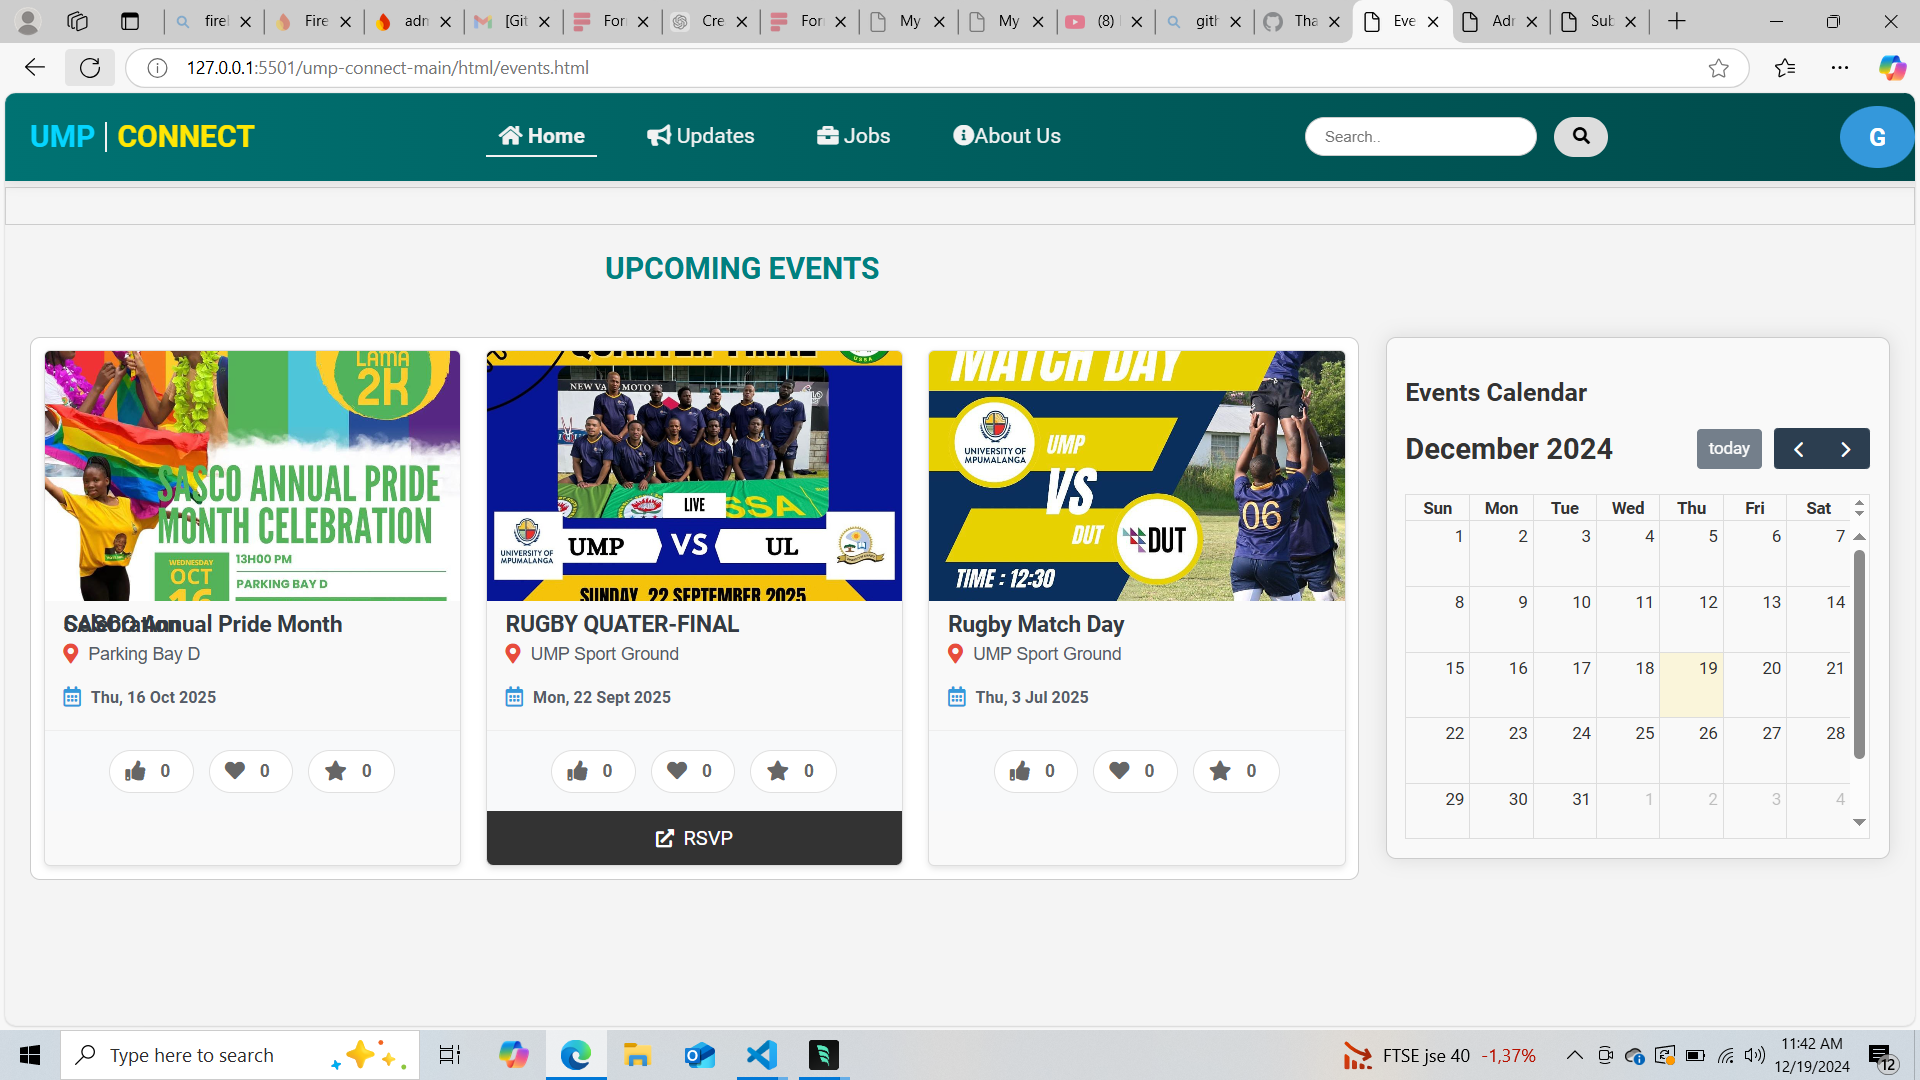 firel
Fire
adn
[Git
For
Cre
For
My
My
(8)
gith
Tha
Eve
Adr
Sub
127.0.0.1:5501/ump-connect-main/html/events.html
UMP | CONNECT
Home
Updates
Jobs
About Us
Search..
G
UPCOMING EVENTS
LAMA
2K
SASCO ANNUAL PRIDE
MONTH CELEBRATION
WEDNESDAY
OCT
16
13H00 PM
PARKING BAY D
SASCO Annual Pride Month
Celebration
Parking Bay D
Thu, 16 Oct 2025
0
0
0
QUARTER FINAL
USSA
NEW VA
MOTORS
SSA
LIVE
UNIVERSITY OF
MPUMALANGA
UMP
VS
UL
SUNDAY, 22 SEPTEMBER 2025
RUGBY QUATER-FINAL
UMP Sport Ground
Mon, 22 Sept 2025
0
0
0
RSVP
MATCH DAY
UNIVERSITY OF
MPUMALANGA
UMP
VS
DUT
DUT
06
TIME : 12:30
Rugby Match Day
UMP Sport Ground
Thu, 3 Jul 2025
0
0
0
Events Calendar
December 2024
today
Sun Mon Tue Wed Thu Fri Sat
1 2 3 4 5 6 7
8 9 10 11 12 13 14
15 16 17 18 19 20 21
22 23 24 25 26 27 28
29 30 31 1 2 3 4
Type here to search
FTSE jse 40 -1,37%
11:42 AM
12/19/2024
12